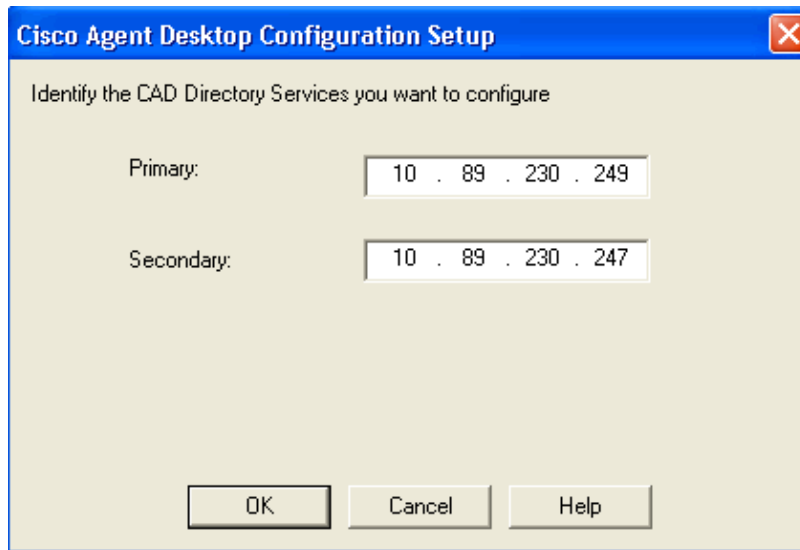 Cisco Agent Desktop Configuration Setup
Identify the CAD Directory Services you want to configure
Primary: 10 . 89 . 230 . 249
Secondary: 10 . 89 . 230 . 247
OK Cancel Help